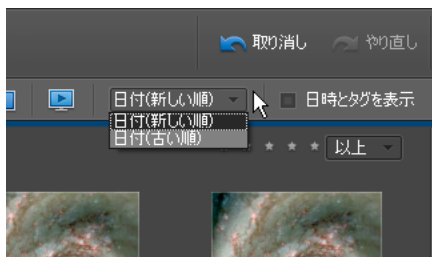 取り消し やり直し
日付(新しい順) 日時とタグを表示
日付(新しい順)
日付(古い順)
以上